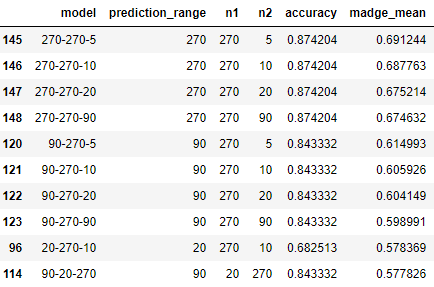 model prediction_range n1 n2 accuracy madge_mean
145 270-270-5 270 270 5 0.874204 0.691244
146 270-270-10 270 270 10 0.874204 0.687763
147 270-270-20 270 270 20 0.874204 0.675214
148 270-270-90 270 270 90 0.874204 0.674632
120 90-270-5 90 270 5 0.843332 0.614993
121 90-270-10 90 270 10 0.843332 0.605926
122 90-270-20 90 270 20 0.843332 0.604149
123 90-270-90 90 270 90 0.843332 0.598991
96 20-270-10 20 270 10 0.682513 0.578369
114 90-20-270 90 20 270 0.843332 0.577826